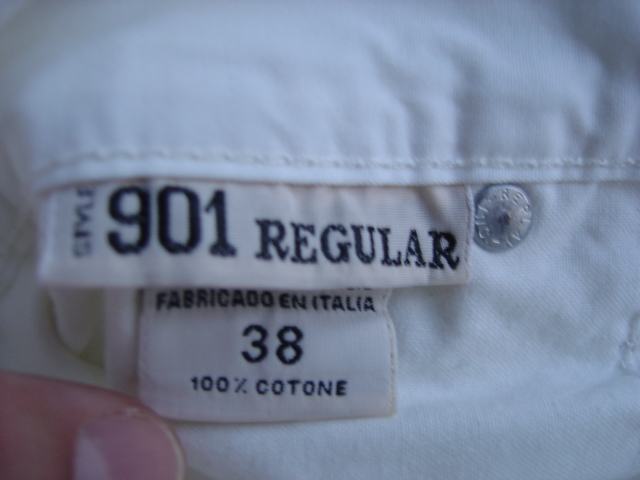 901 REGULAR
FABRICADO EN ITALIA
38
100% COTONE